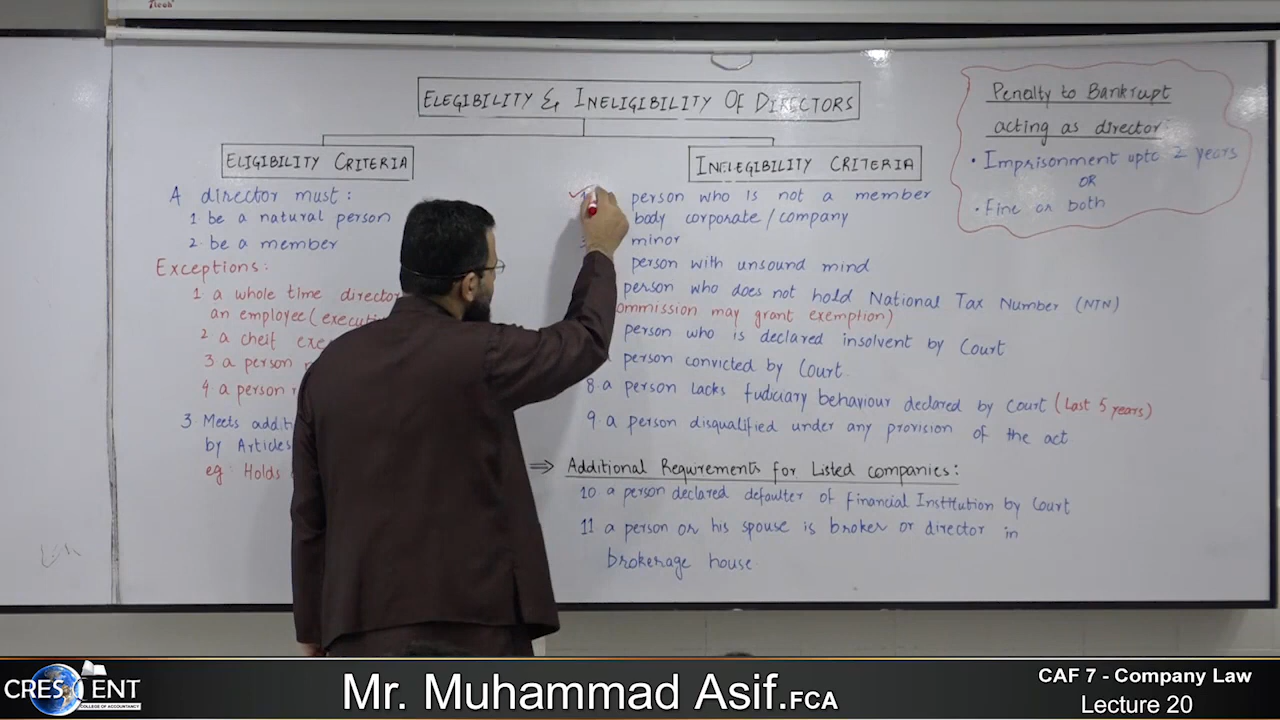 ELEGIBILITY & INELIGIBILITY OF DIRECTORS
ELIGIBILITY CRITERIA
A director must:
1. be a natural person
2. be a member
Exceptions:
1. a whole time director
an employee (executi
2 a cheif exe
3 a person
4. a person
3. Meets additi
by Articles
eg: Holds
INELEGIBILITY CRITERIA
person who is not a member
body corporate / company
minor
person with unsound mind
person who does not hold National Tax Number (NTN)
ommission may grant exemption)
person who is declared insolvent by Court
person convicted by Court.
8. a person lacks fuduciary behaviour declared by Court (Last 5 years)
9. a person disqualified under any provision of the act
⇒ Additional Requirements for Listed companies:
10 a person declared defaulter of Financial Institution by Court
11 a person or his spouse is broker or director in
brokerage house
Penalty to Bankrupt
acting as director:
• Imprisonment upto 2 years
OR
• Fine or both
CRESCENT
COLLEGE OF ACCOUNTANCY
Mr. Muhammad Asif.FCA
CAF 7 - Company Law
Lecture 20